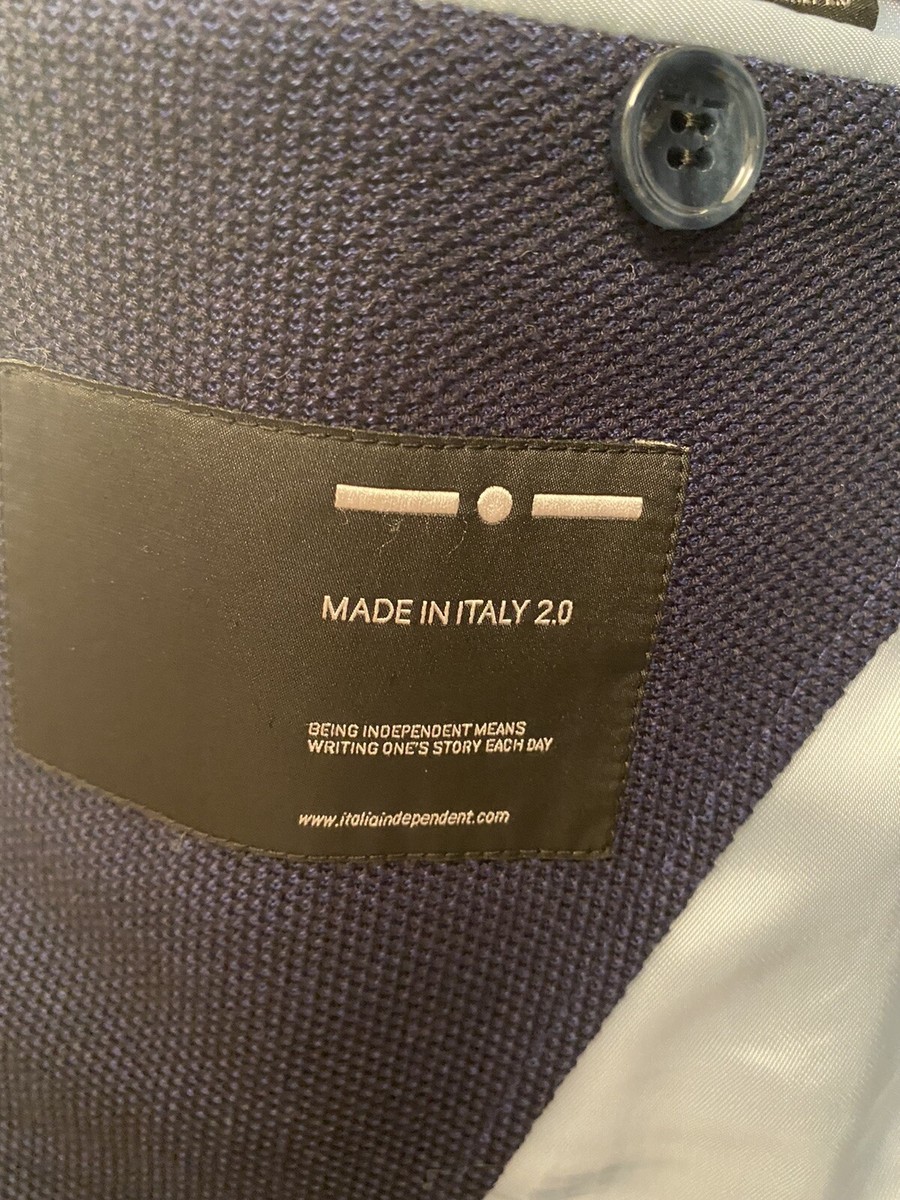 MADE IN ITALY 2.0
BEING INDEPENDENT MEANS
WRITING ONE'S STORY EACH DAY
www.italiaindependent.com